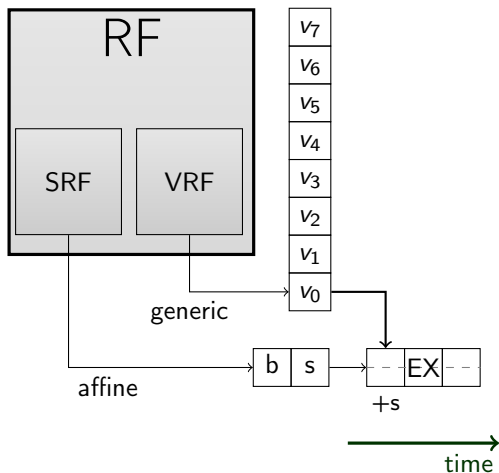 RF
SRF
VRF
v7
v6
v5
v4
v3
v2
v1
v0
generic
affine
b
s
EX
+s
time